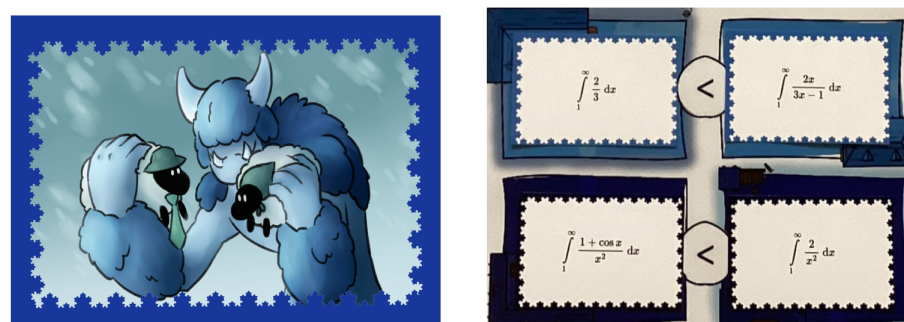 ∫₁^∞ 2/3 dx < ∫₁^∞ 2x/(3x − 1) dx
∫₁^∞ (1 + cos x)/x² dx < ∫₁^∞ 2/x² dx